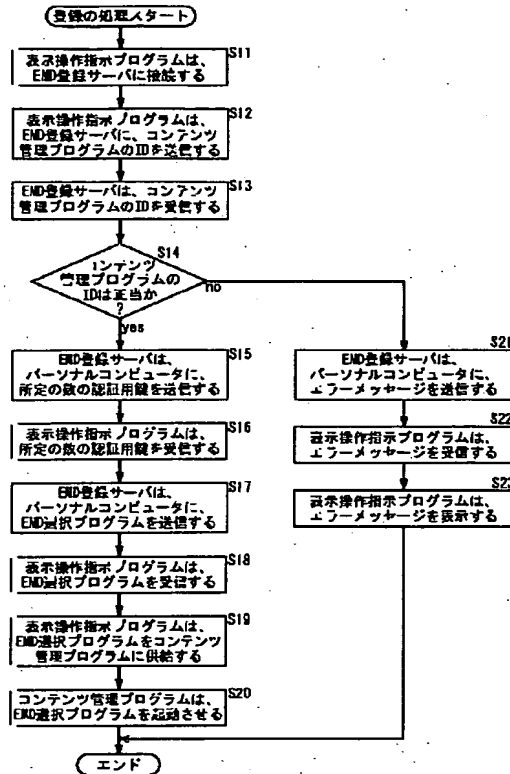 登録の処理スタート
S11
表示操作指示プログラムは、
EMD登録サーバに接続する
S12
表示操作指示プログラムは、
EMD登録サーバに、コンテンツ
管理プログラムのIDを送信する
S13
EMD登録サーバは、コンテンツ
管理プログラムのIDを受信する
S14
コンテンツ
管理プログラムの
IDは正当か
?
no
yes
S15
EMD登録サーバは、
パーソナルコンピュータに、
所定の数の認証用鍵を送信する
S16
表示操作指示プログラムは、
所定の数の認証用鍵を受信する
S17
EMD登録サーバは、
パーソナルコンピュータに、
EMD選択プログラムを送信する
S18
表示操作指示プログラムは、
EMD選択プログラムを受信する
S19
表示操作指示プログラムは、
EMD選択プログラムをコンテンツ
管理プログラムに供給する
S20
コンテンツ管理プログラムは、
EMD選択プログラムを起動させる
S21
EMD登録サーバは、
パーソナルコンピュータに、
エラーメッセージを送信する
S22
表示操作指示プログラムは、
エラーメッセージを受信する
S23
表示操作指示プログラムは、
エラーメッセージを表示する
エンド